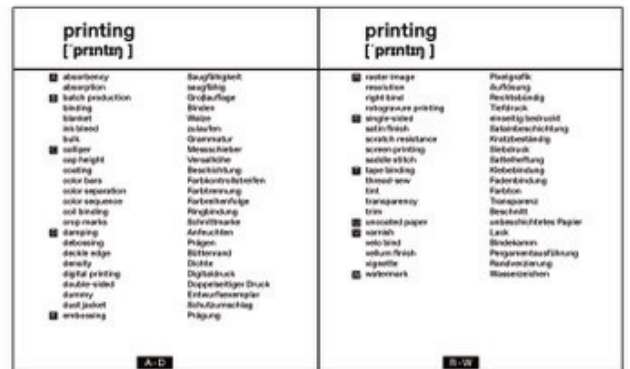 printing
[ˈprɪntɪŋ ]
A absorbency Saugfähigkeit
absorption saugfähig
B batch production Großauflage
binding Binden
blanket Walze
ink bleed zulaufen
bulk Grammatur
C calliper Messschieber
cap height Versalhöhe
coating Beschichtung
color bars Farbkontrollstreifen
color separation Farbtrennung
color sequence Farbreihenfolge
coil binding Ringbindung
crop marks Schnittmarke
D damping Anfeuchten
debossing Prägen
deckle edge Büttenrand
density Dichte
digital printing Digitaldruck
double-sided Doppelseitiger Druck
dummy Entwurfsexemplar
dust jacket Schutzumschlag
E embossing Prägung
A-D
printing
[ˈprɪntɪŋ ]
R raster image Pixelgrafik
resolution Auflösung
right bind Rechtsbündig
rotogravure printing Tiefdruck
S single-sided einseitig bedruckt
satin finish Satainbeschichtung
scratch resistance Kratzbeständig
screen printing Siebdruck
saddle stitch Sattelheftung
T tape binding Klebebindung
thread-sew Fadenbindung
tint Farbton
transparency Transparenz
trim Beschnitt
U uncoated paper unbeschichtetes Papier
V varnish Lack
velo bind Bindekamm
vellum finish Pergamentausführung
vignette Randverzierung
W watermark Wasserzeichen
R-W